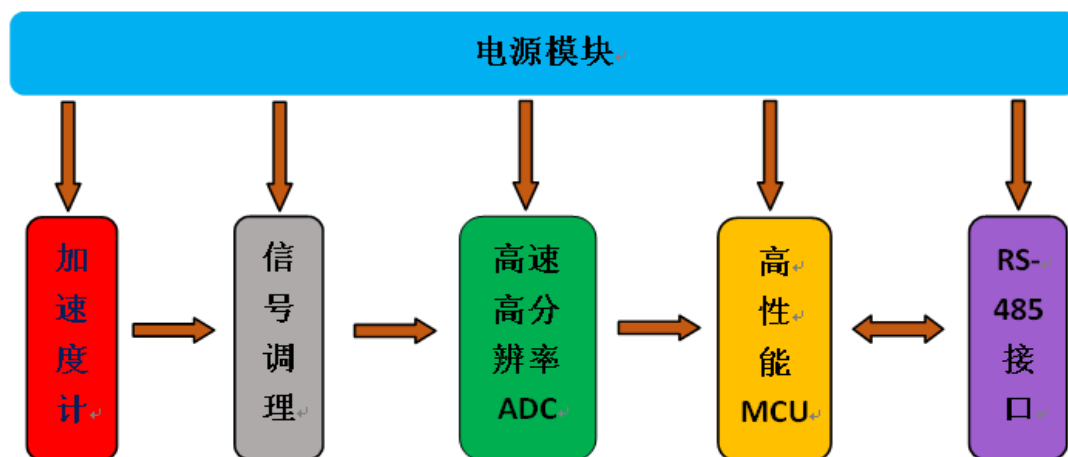 电源模块
加
速
度
计
信
号
调
理
高速
高分
辨率
ADC
高
性
能
MCU
RS-
485
接
口